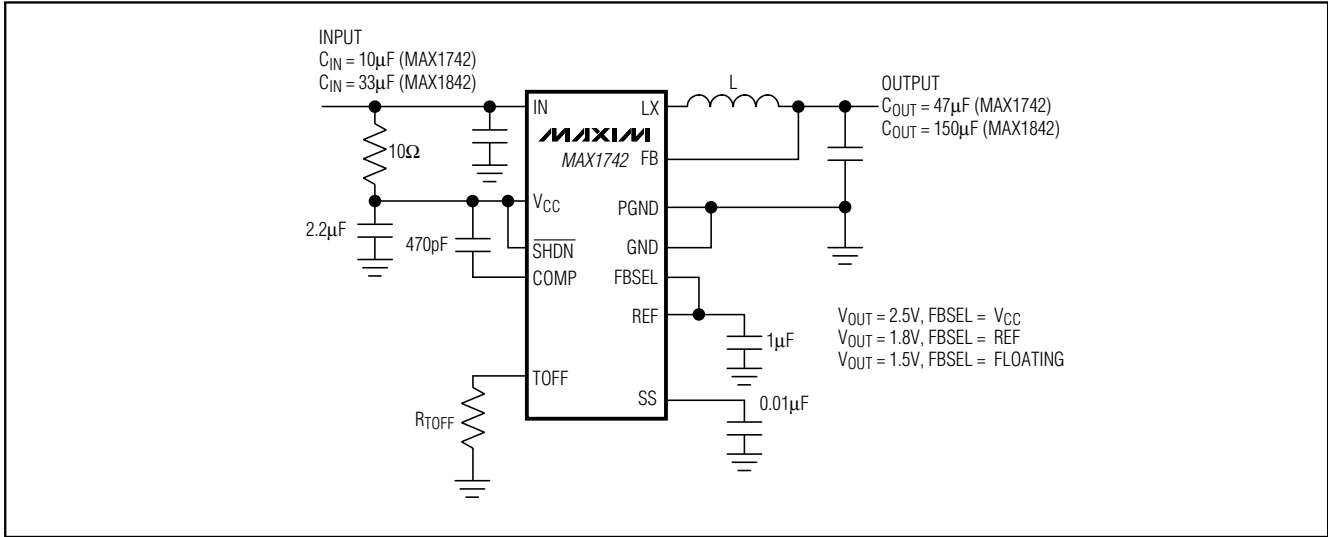 INPUT
C_IN = 10µF (MAX1742)
C_IN = 33µF (MAX1842)
10Ω
2.2µF
470pF
IN
LX
MAXIM
MAX1742
FB
V_CC
PGND
SHDN
GND
COMP
FBSEL
REF
TOFF
SS
R_TOFF
L
OUTPUT
C_OUT = 47µF (MAX1742)
C_OUT = 150µF (MAX1842)
1µF
0.01µF
V_OUT = 2.5V, FBSEL = V_CC
V_OUT = 1.8V, FBSEL = REF
V_OUT = 1.5V, FBSEL = FLOATING